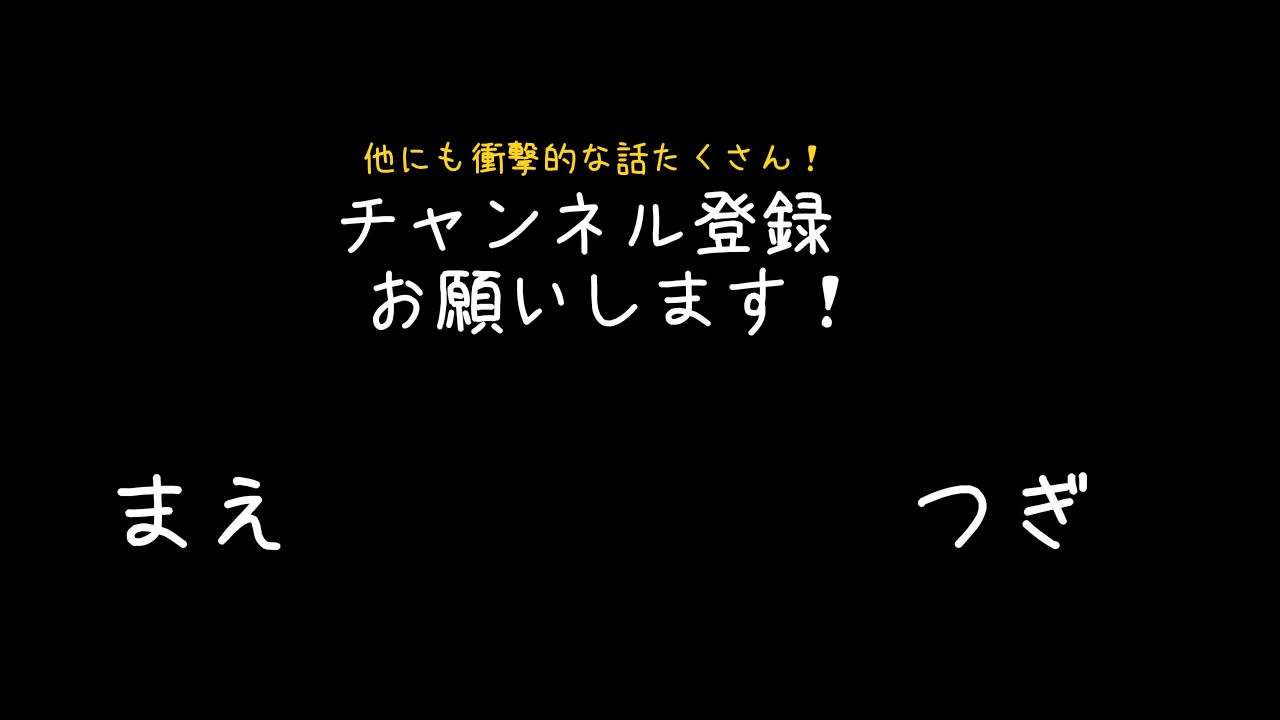 他にも衝撃的な話たくさん！
チャンネル登録
お願いします！
まえ
つぎ